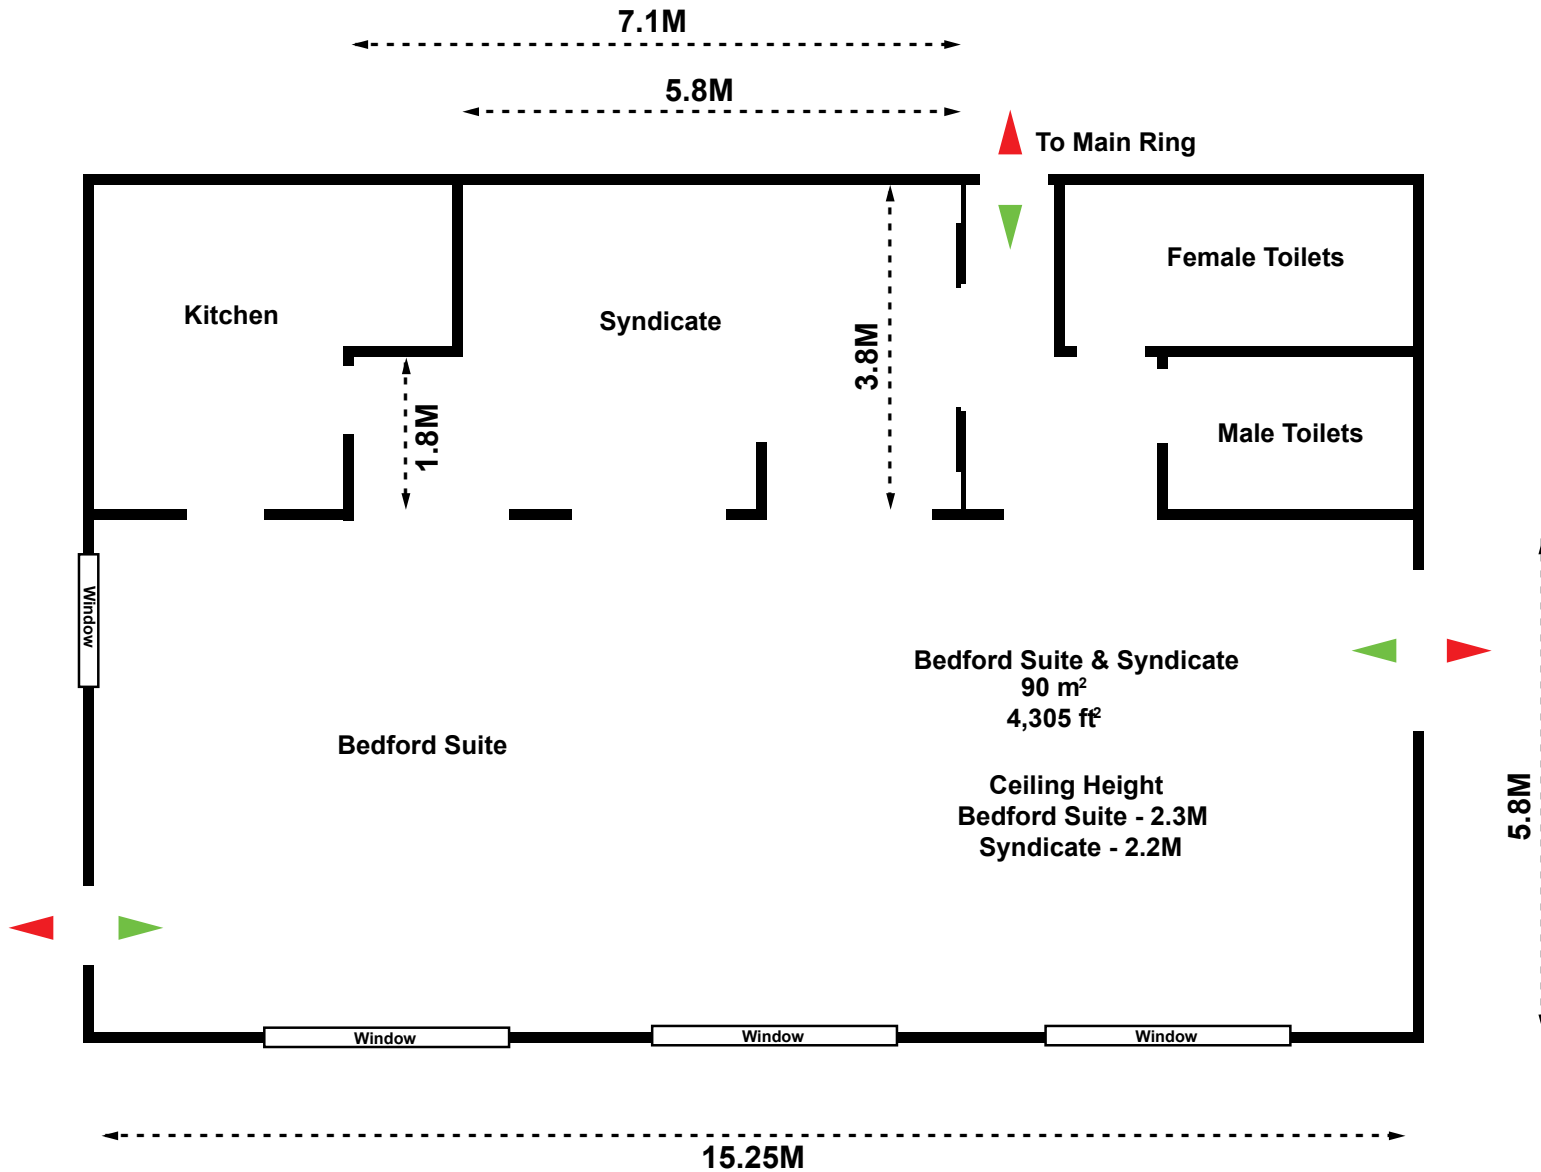 7.1M
5.8M
To Main Ring
Female Toilets
Kitchen
Syndicate
3.8M
1.8M
Male Toilets
Window
Bedford Suite & Syndicate
90 m²
4,305 ft²
Bedford Suite
Ceiling Height
Bedford Suite - 2.3M
Syndicate - 2.2M
5.8M
Window
Window
Window
15.25M